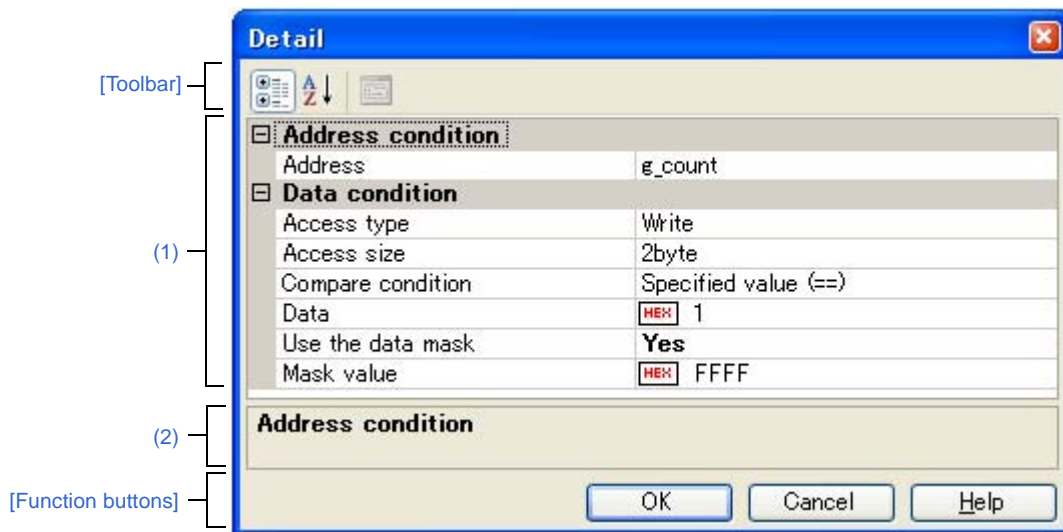 Detail
[Toolbar]
A
Z
(1)
Address condition
Address g_count
Data condition
Access type Write
Access size 2byte
Compare condition Specified value (==)
Data HEX 1
Use the data mask Yes
Mask value HEX FFFF
(2)
Address condition
[Function buttons]
OK Cancel Help